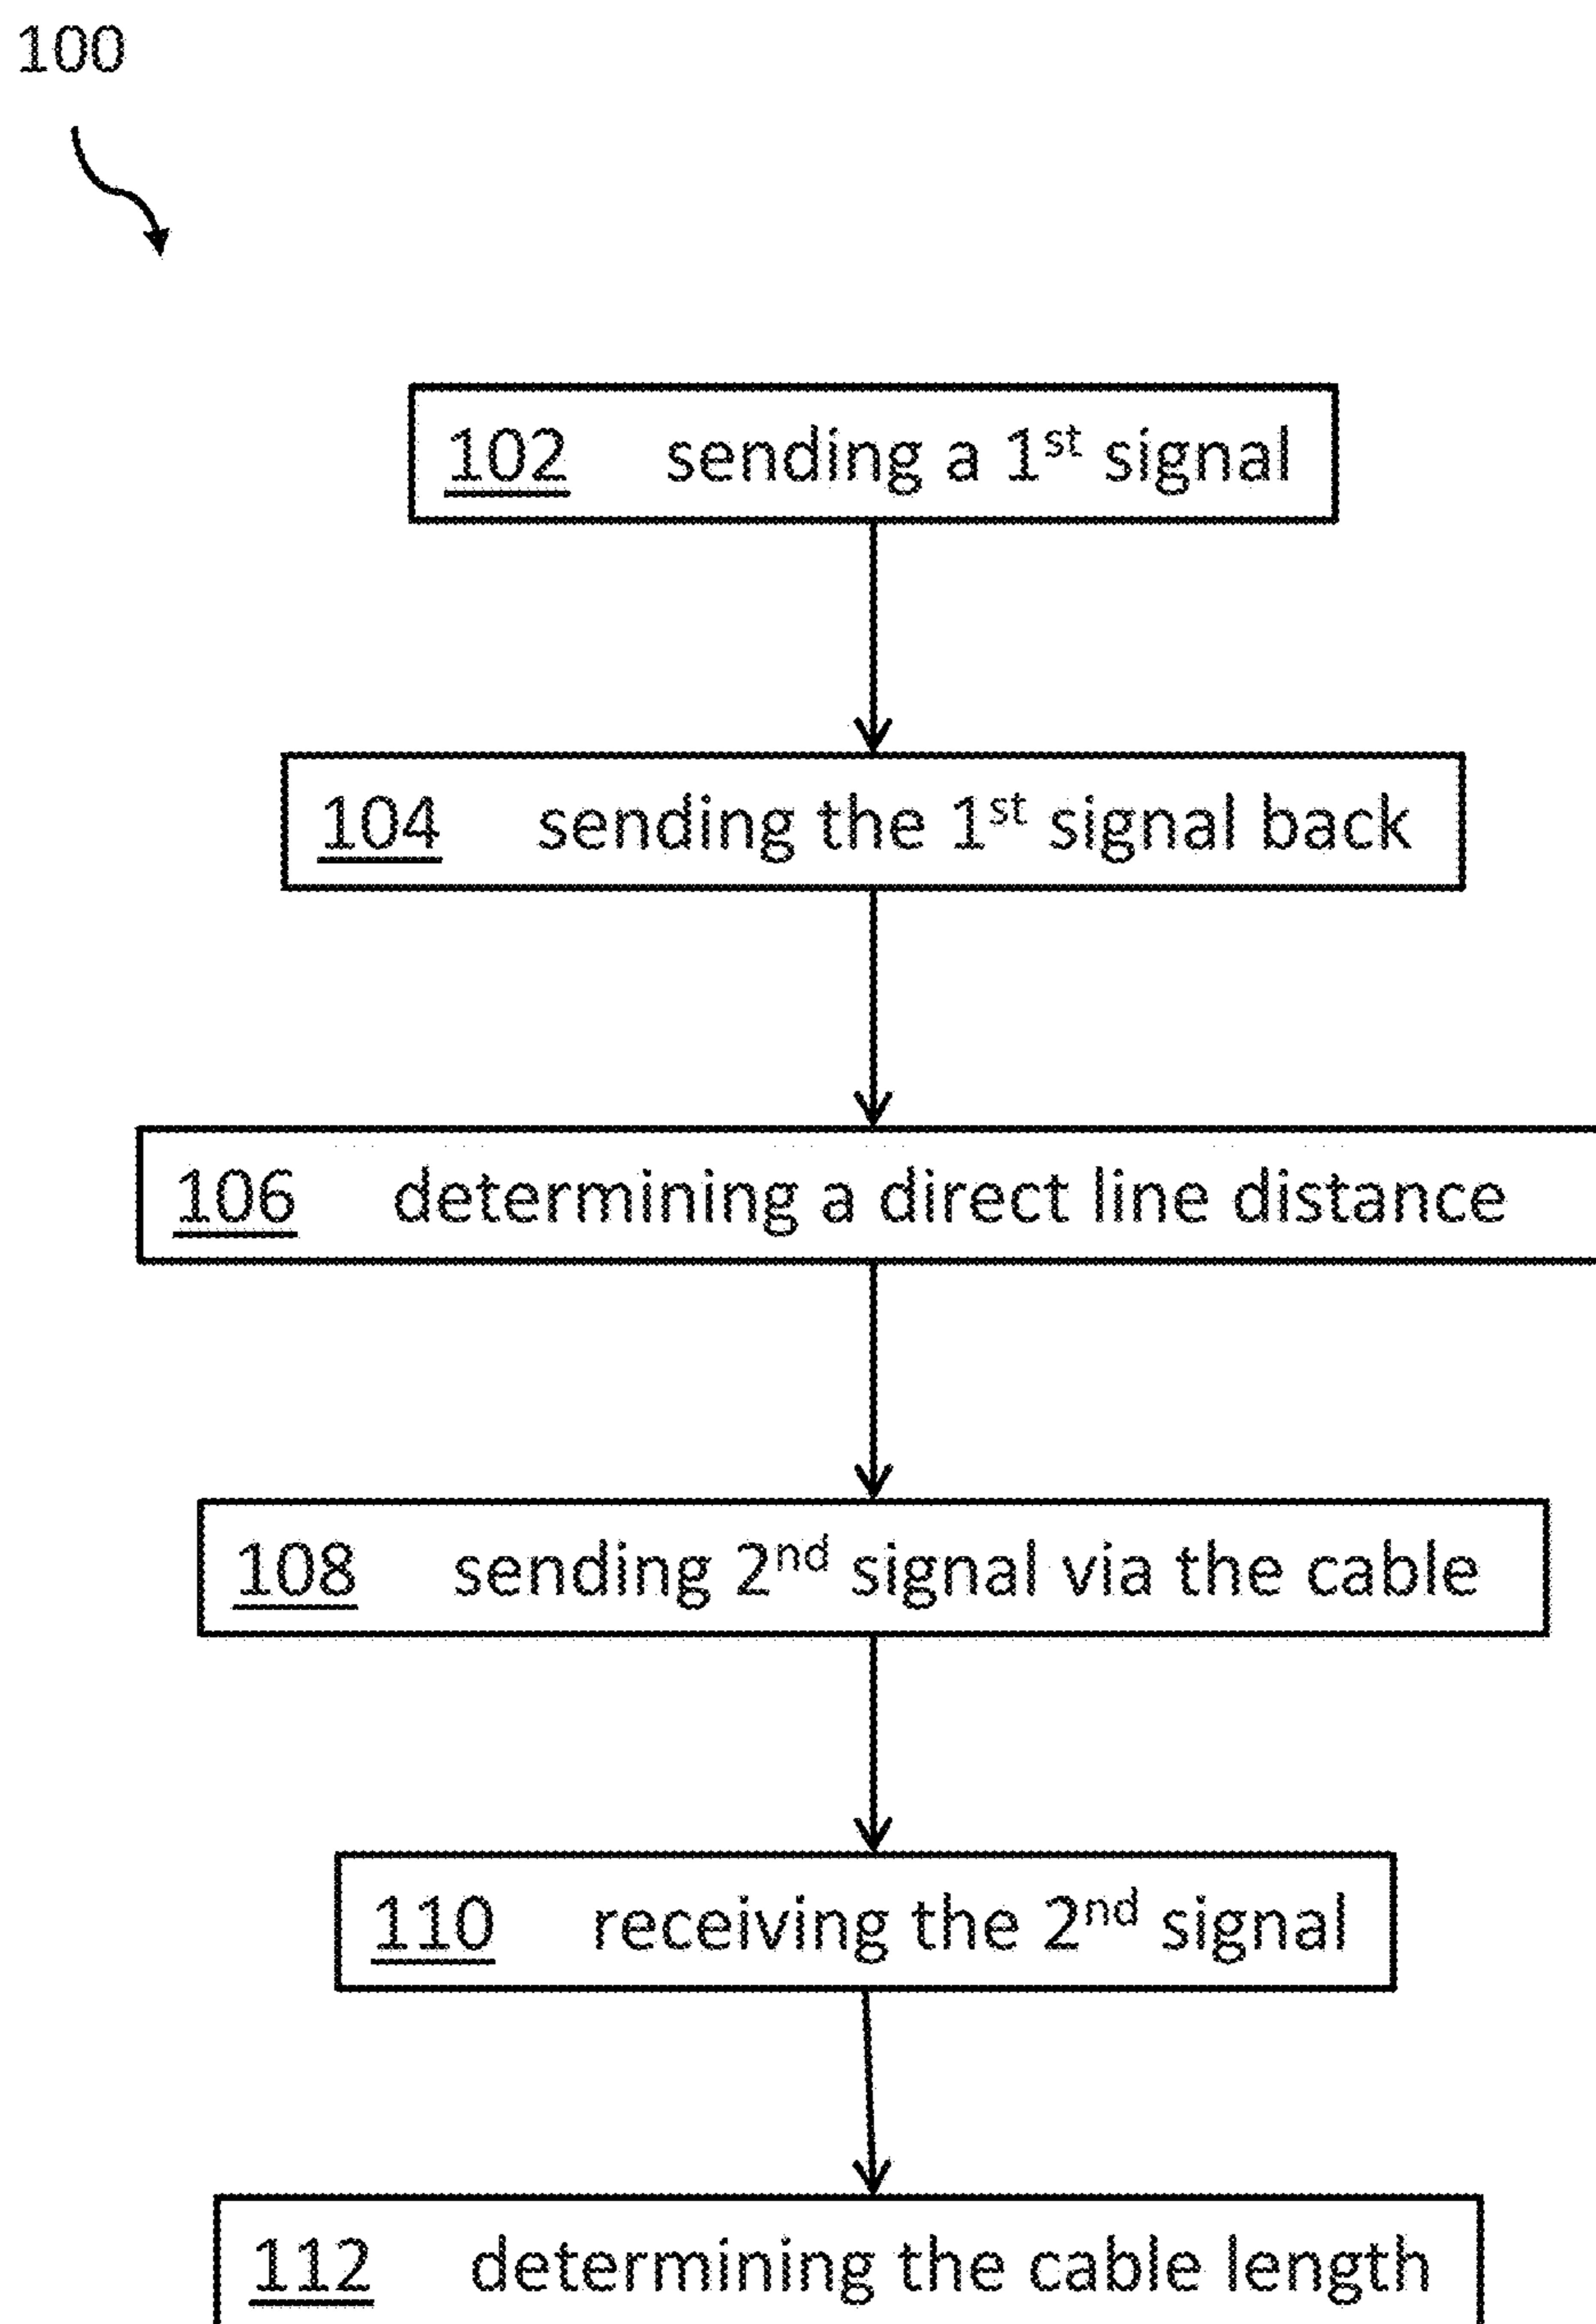 100
102 sending a 1st signal
104 sending the 1st signal back
106 determining a direct line distance
108 sending 2nd signal via the cable
110 receiving the 2nd signal
112 determining the cable length